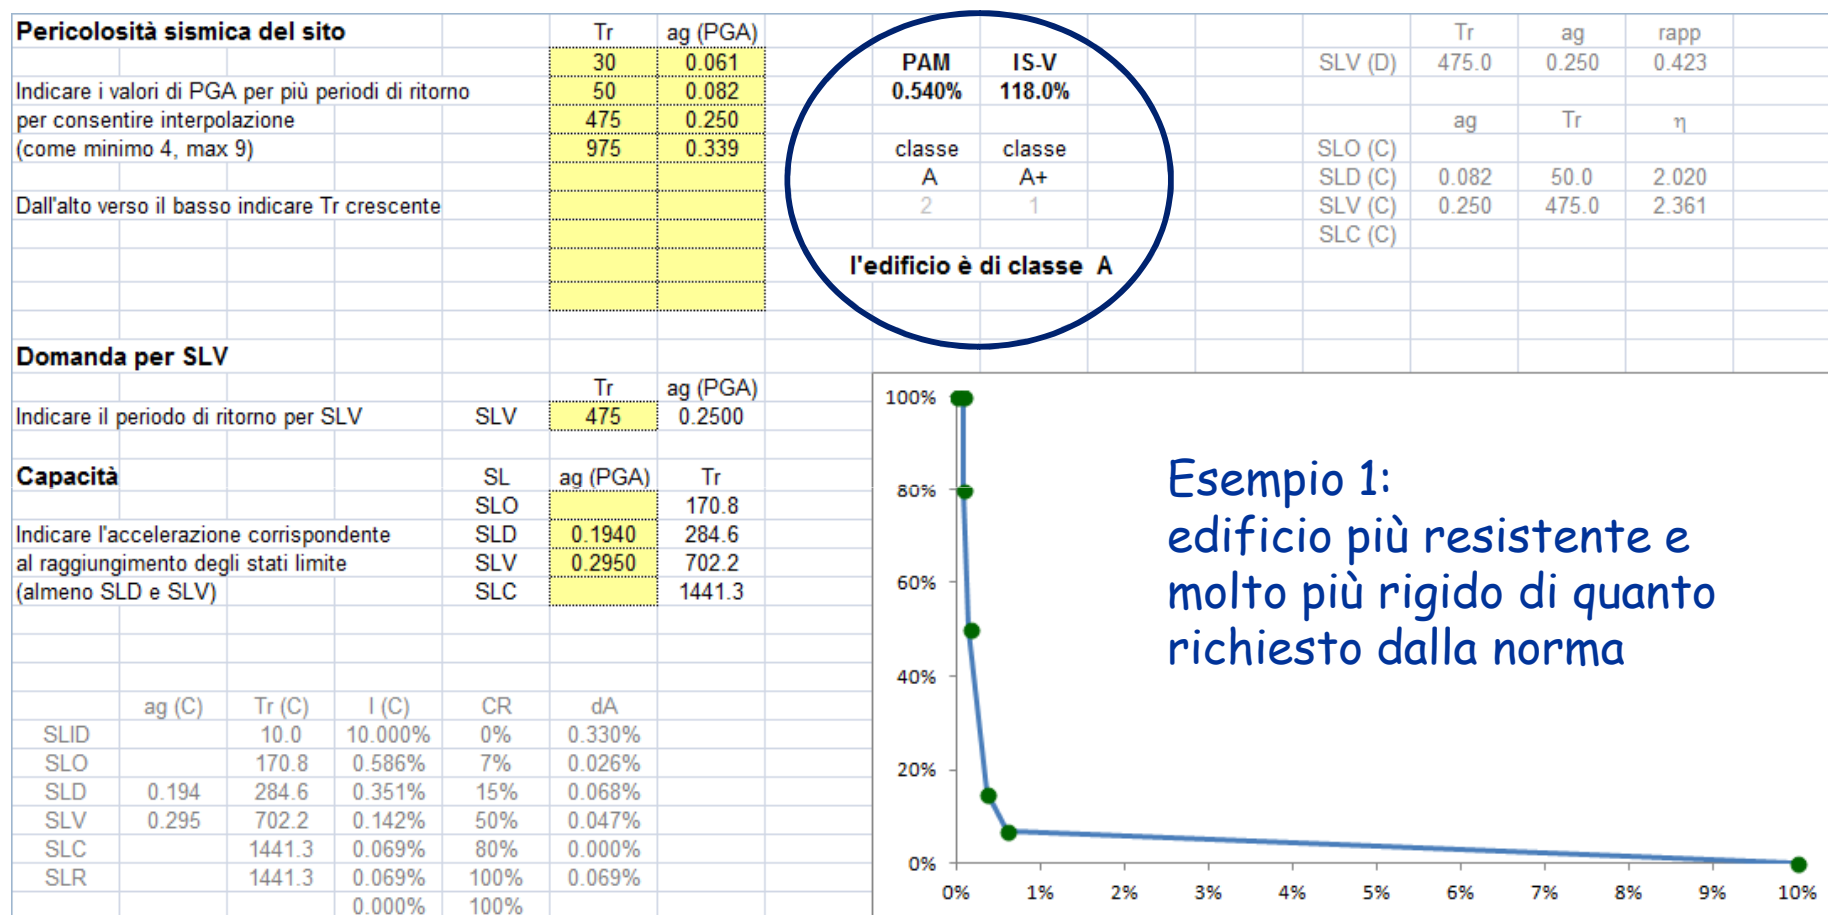 Pericolosità sismica del sito Tr ag (PGA)
30 0.061
Indicare i valori di PGA per più periodi di ritorno 50 0.082
per consentire interpolazione 475 0.250
(come minimo 4, max 9) 975 0.339
Dall'alto verso il basso indicare Tr crescente
PAM IS-V
0.540% 118.0%
classe classe
A A+
2 1
l'edificio è di classe A
Tr ag rapp
SLV (D) 475.0 0.250 0.423
ag Tr η
SLO (C)
SLD (C) 0.082 50.0 2.020
SLV (C) 0.250 475.0 2.361
SLC (C)
Domanda per SLV
Tr ag (PGA)
Indicare il periodo di ritorno per SLV SLV 475 0.2500
Capacità SL ag (PGA) Tr
SLO 170.8
Indicare l'accelerazione corrispondente SLD 0.1940 284.6
al raggiungimento degli stati limite SLV 0.2950 702.2
(almeno SLD e SLV) SLC 1441.3
ag (C) Tr (C) I (C) CR dA
SLID 10.0 10.000% 0% 0.330%
SLO 170.8 0.586% 7% 0.026%
SLD 0.194 284.6 0.351% 15% 0.068%
SLV 0.295 702.2 0.142% 50% 0.047%
SLC 1441.3 0.069% 80% 0.000%
SLR 1441.3 0.069% 100% 0.069%
0.000% 100%
Esempio 1:
edificio più resistente e
molto più rigido di quanto
richiesto dalla norma
100%
80%
60%
40%
20%
0%
0% 1% 2% 3% 4% 5% 6% 7% 8% 9% 10%